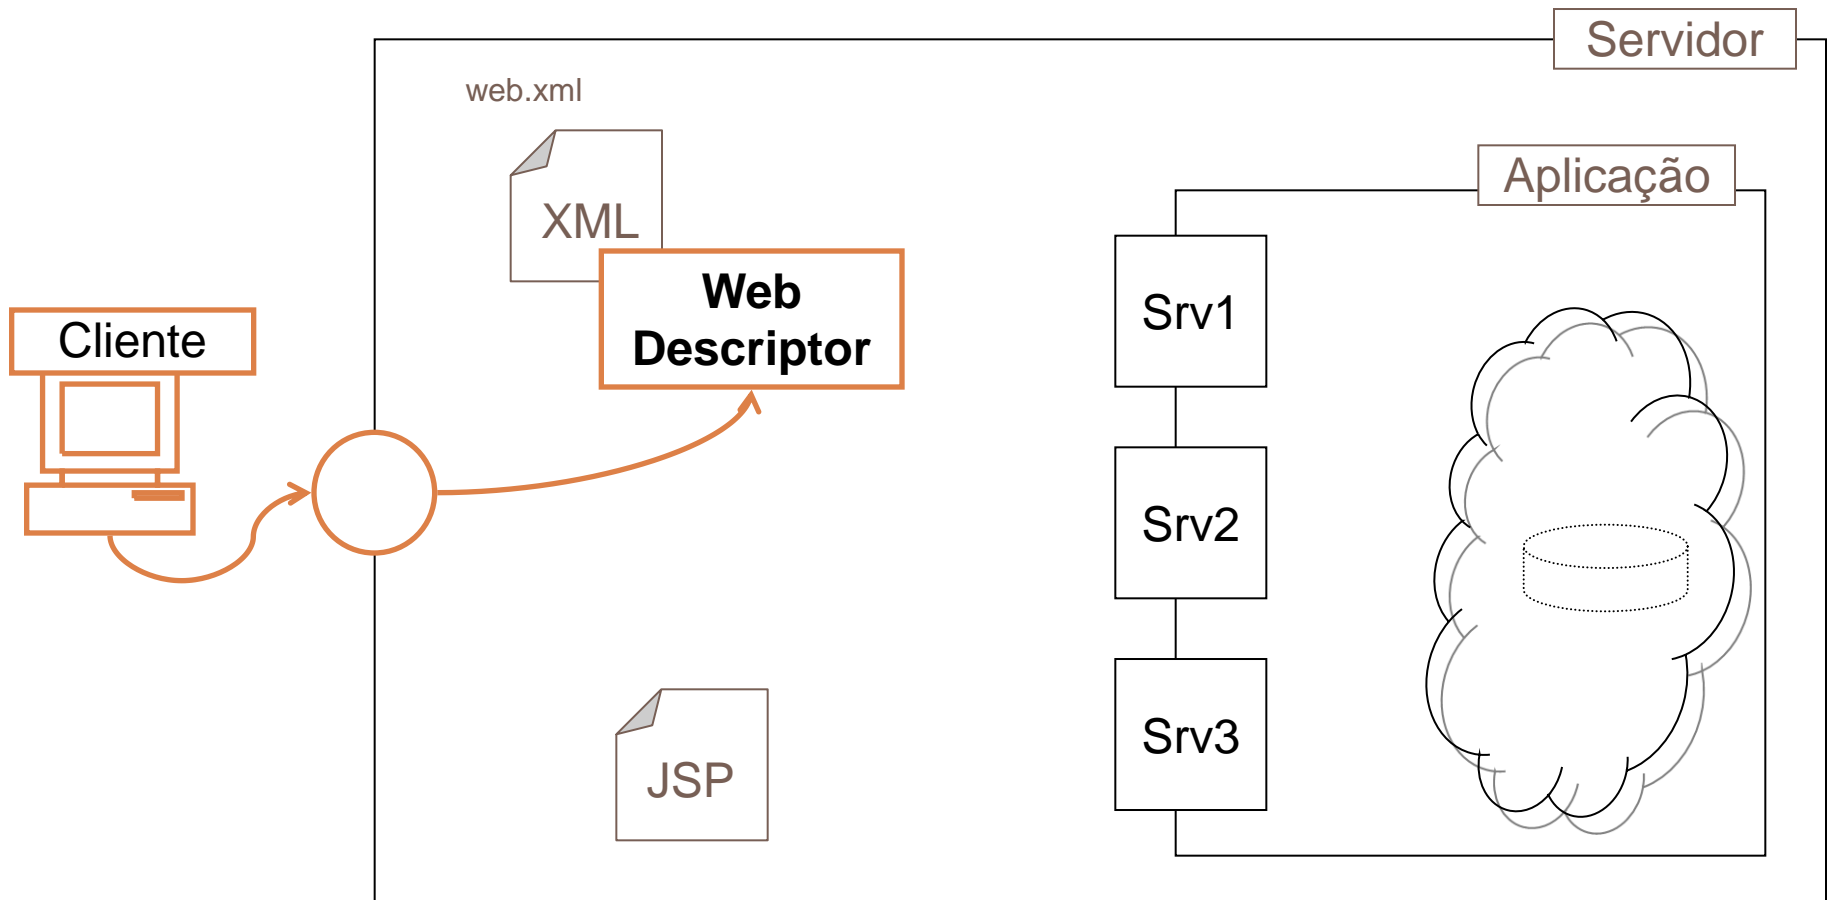 Servidor
web.xml
Aplicação
XML
Web
Descriptor
Srv1
Cliente
Srv2
Srv3
JSP